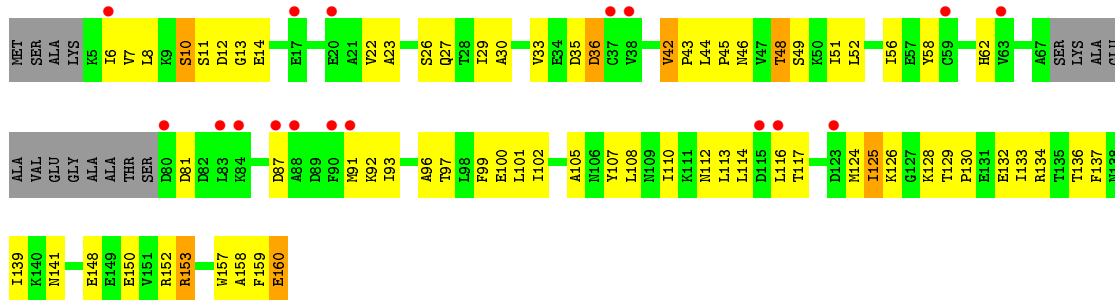 MET SER ALA LYS K5 I6 V7 L8 K9 S10 S11 D12 G13 E14 E17 E20 A21 V22 A23 S26 Q27 T28 I29 A30 V33 E34 D35 D36 C37 V38 V42 P43 L44 P45 N46 V47 T48 S49 K50 I51 L52 I56 E57 Y58 C59 H62 V63 A67 SER LYS ALA GLU
ALA VAL GLU GLY ALA ALA THR SER D80 D81 D82 L83 K84 D87 A88 D89 F90 M91 K92 I93 A96 T97 L98 F99 E100 L101 I102 A105 N106 Y107 L108 N109 I110 K111 N112 L113 L114 D115 L116 T117 D123 M124 I125 K126 G127 K128 T129 P130 E131 E132 I133 R134 T135 T136 F137 N138
I139 K140 N141 E148 E149 E150 V151 R152 R153 W157 A158 F159 E160